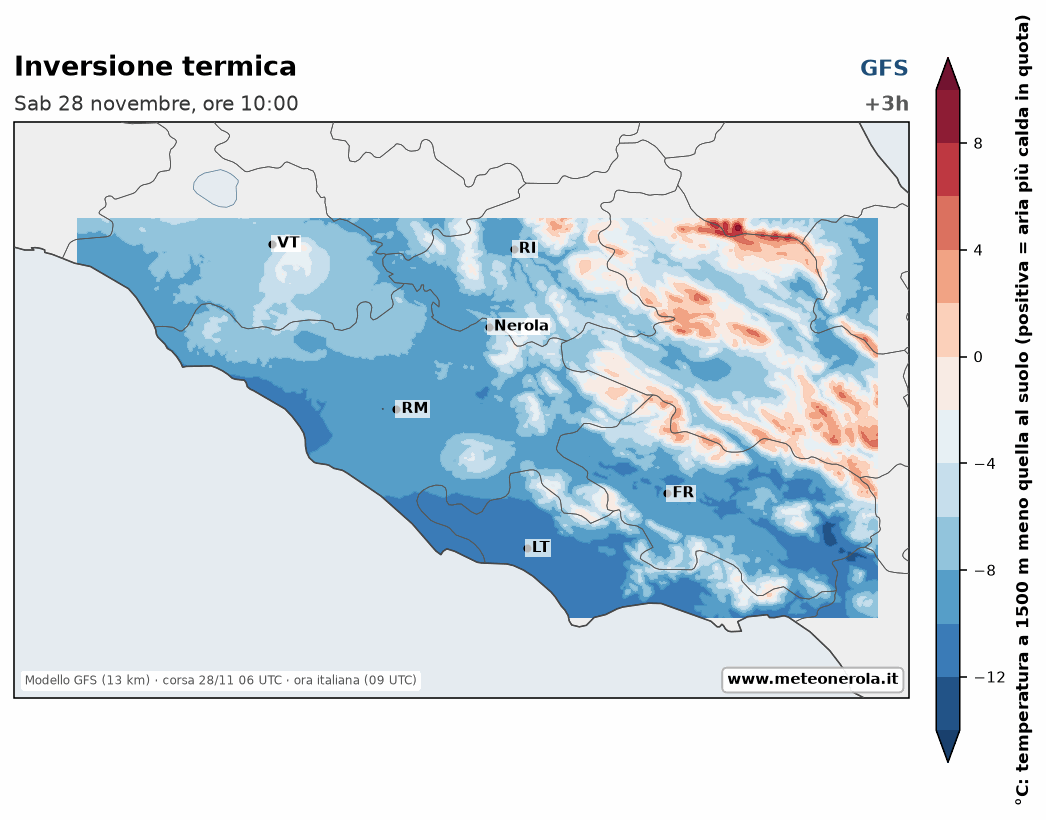 Inversione termica
GFS
Sab 28 novembre, ore 10:00
+3h
VT
RI
Nerola
RM
FR
LT
Modello GFS (13 km) · corsa 28/11 06 UTC · ora italiana (09 UTC)
www.meteonerola.it
8
4
0
−4
−8
−12
°C: temperatura a 1500 m meno quella al suolo (positiva = aria più calda in quota)